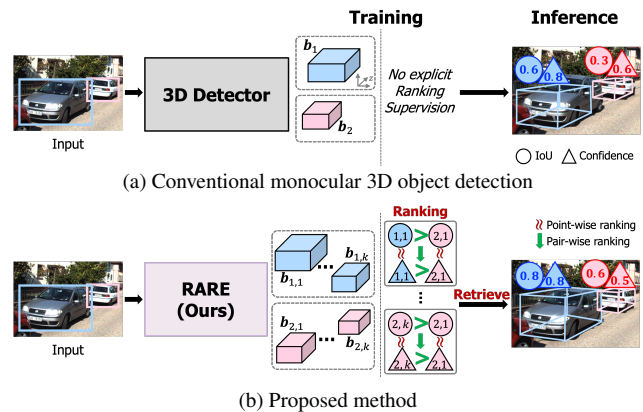 Training
Inference
b1
3D Detector
z
No explicit
Ranking
Supervision
0.6
0.8
0.3
0.6
b2
Input
IoU
Confidence
(a) Conventional monocular 3D object detection
Ranking
Point-wise ranking
Pair-wise ranking
1,1 > 2,1
b1,1
...
b1,k
1,1 > 2,1
RARE
(Ours)
Retrieve
0.8
0.8
0.6
0.5
b2,1
...
b2,k
2,k > 2,1
2,k > 2,1
Input
(b) Proposed method